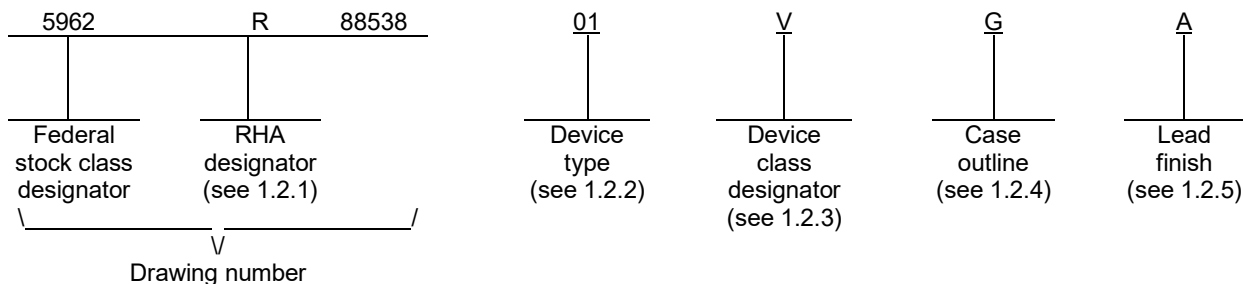 5962 R 88538 01 V G A
Federal RHA Device Device Case Lead
stock class designator type class outline finish
designator (see 1.2.1) (see 1.2.2) designator (see 1.2.4) (see 1.2.5)
(see 1.2.3)
Drawing number